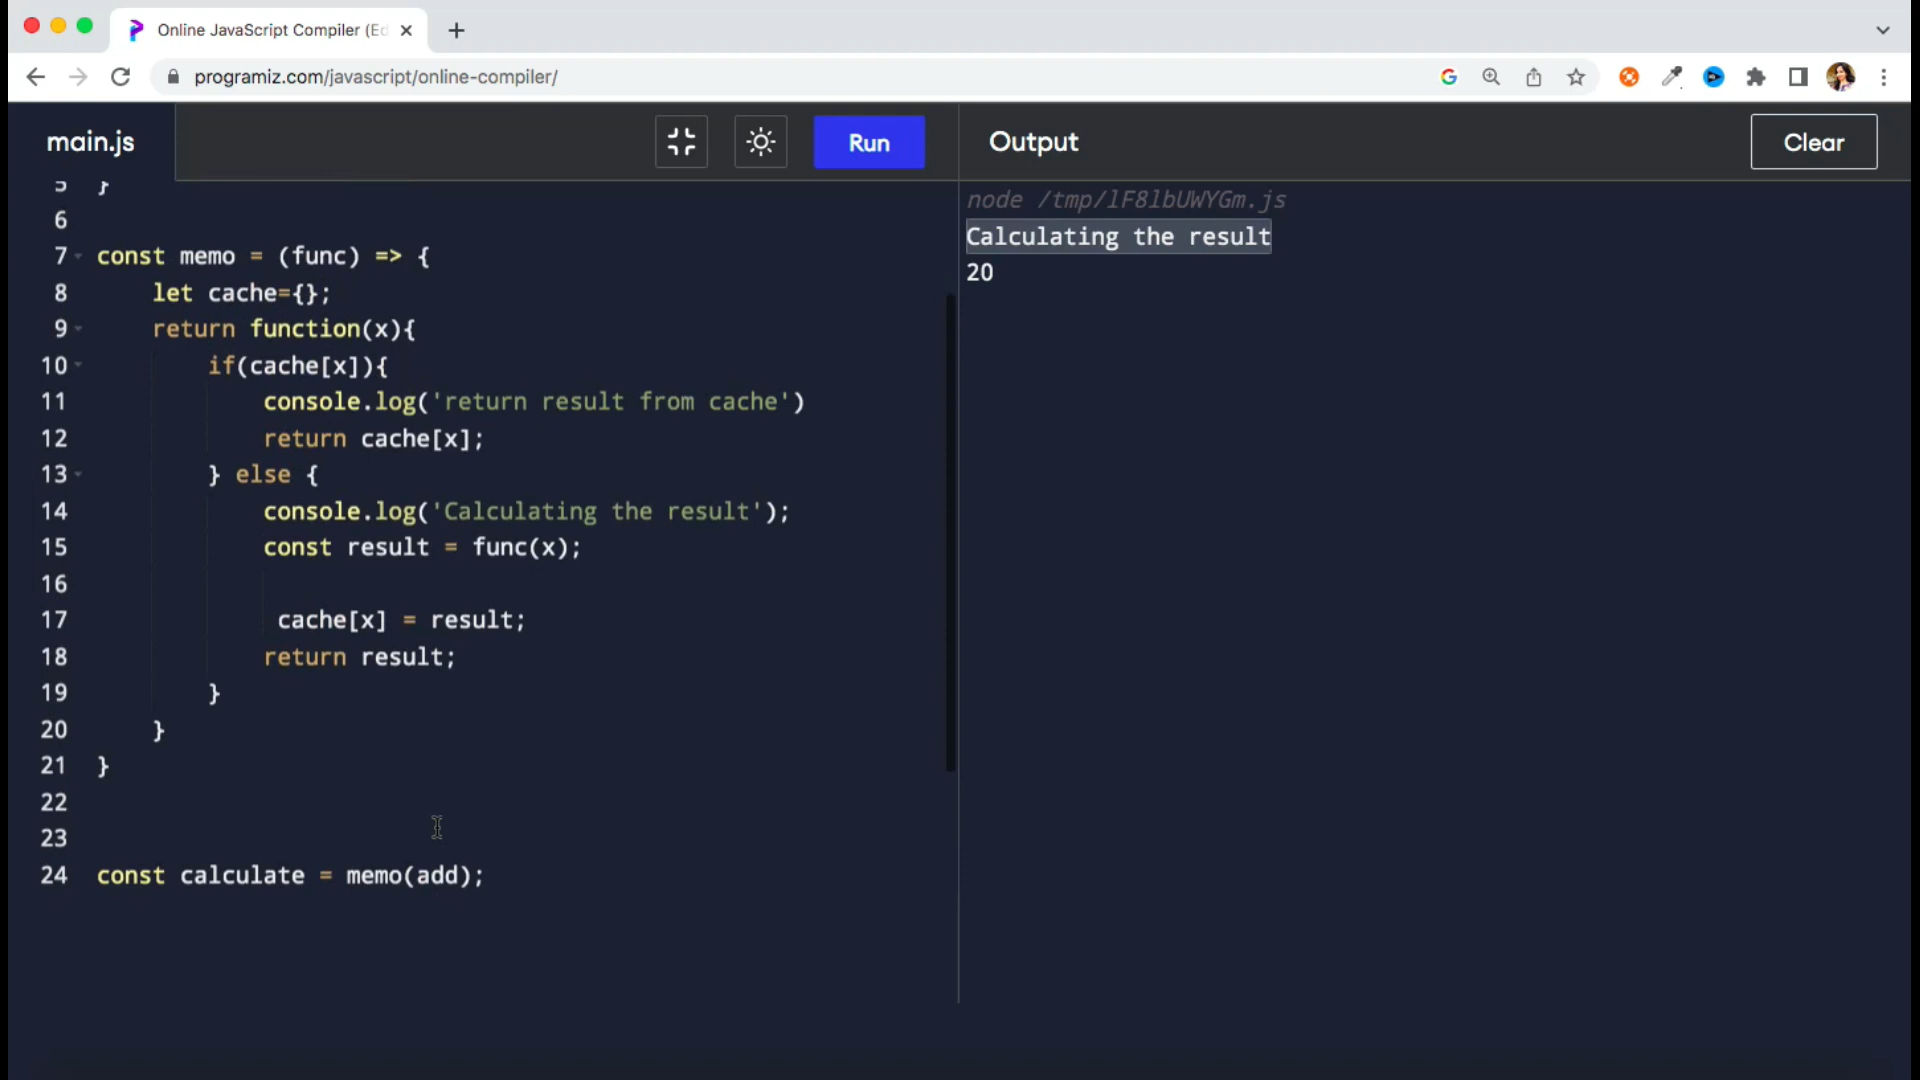 Online JavaScript Compiler (Ed
programiz.com/javascript/online-compiler/
main.js
Run
Output
Clear
5 }
6
7 const memo = (func) => {
8 let cache={};
9 return function(x){
10 if(cache[x]){
11 console.log('return result from cache')
12 return cache[x];
13 } else {
14 console.log('Calculating the result');
15 const result = func(x);
16
17 cache[x] = result;
18 return result;
19 }
20 }
21 }
22
23
24 const calculate = memo(add);
node /tmp/lF8lbUWYGm.js
Calculating the result
20